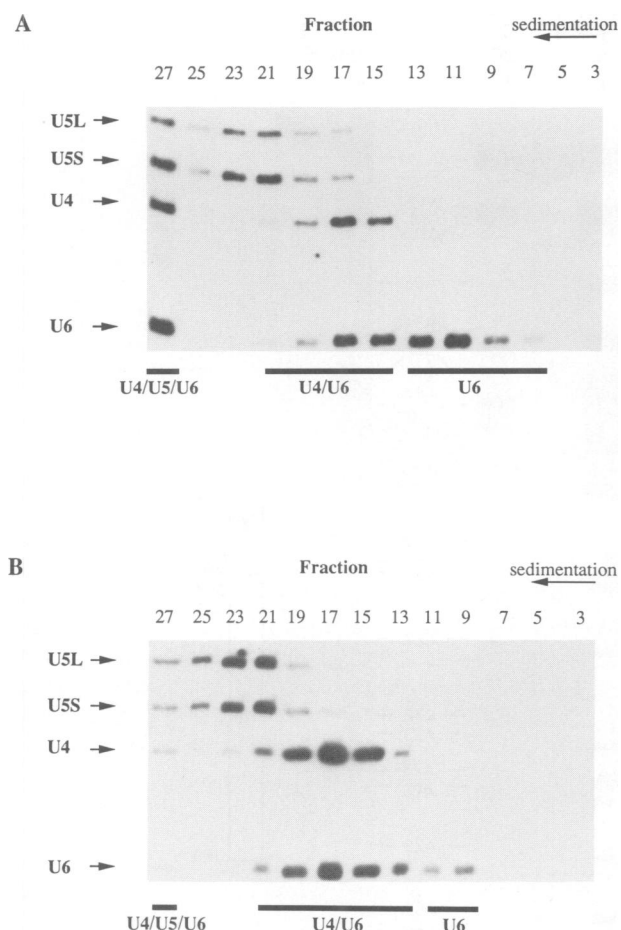 A
Fraction
sedimentation
27 25 23 21 19 17 15 13 11 9 7 5 3
U5L
U5S
U4
U6
U4/U5/U6 U4/U6 U6
B
Fraction
sedimentation
27 25 23 21 19 17 15 13 11 9 7 5 3
U5L
U5S
U4
U6
U4/U5/U6 U4/U6 U6